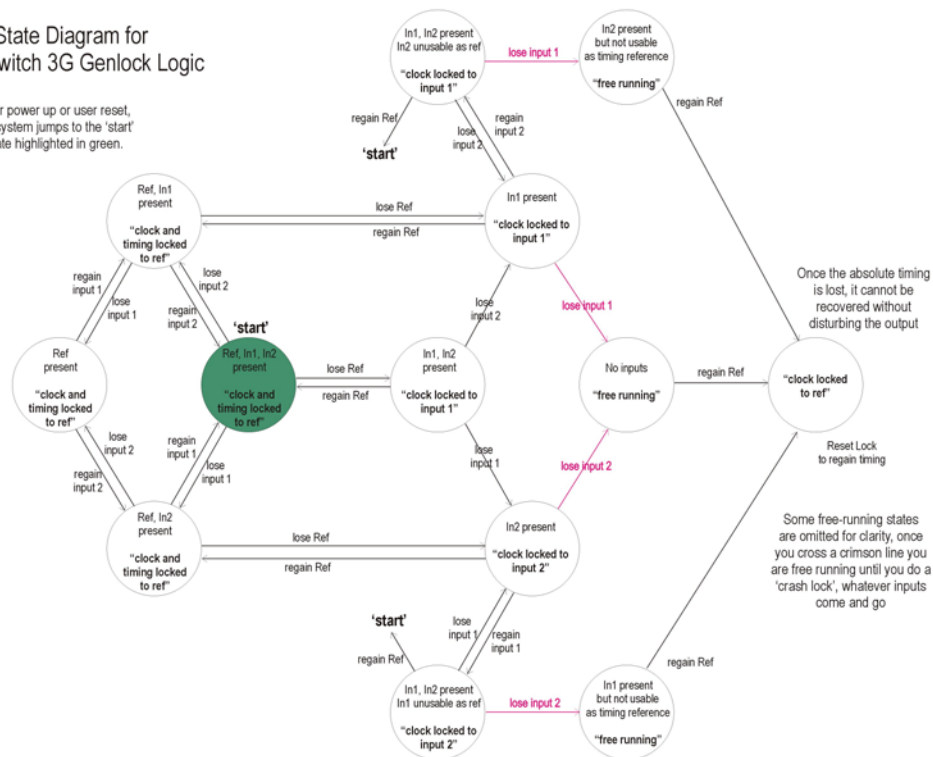 State Diagram for
witch 3G Genlock Logic
r power up or user reset,
system jumps to the ‘start’
te highlighted in green.
In1, In2 present
In2 unusable as ref
“clock locked to
input 1”
lose input 1
In2 present
but not usable
as timing reference
“free running”
regain Ref
‘start’
lose
input 2
regain
input 2
regain Ref
Ref, In1
present
“clock and
timing locked
to ref”
lose Ref
regain Ref
In1 present
“clock locked to
input 1”
regain
input 1
lose
input 1
lose
input 2
regain
input 2
lose
input 2
lose input 1
Once the absolute timing
is lost, it cannot be
recovered without
disturbing the output
‘start’
Ref
present
“clock and
timing locked
to ref”
Ref, In1, In2
present
“clock and
timing locked
to ref”
lose Ref
regain Ref
In1, In2
present
“clock locked to
input 1”
No inputs
“free running”
regain Ref
“clock locked
to ref”
lose
input 2
regain
input 2
regain
input 1
lose
input 1
lose
input 1
lose input 2
Reset Lock
to regain timing
Ref, In2
present
“clock and
timing locked
to ref”
lose Ref
regain Ref
In2 present
“clock locked to
input 2”
Some free-running states
are omitted for clarity, once
you cross a crimson line you
are free running until you do a
‘crash lock’, whatever inputs
come and go
‘start’
regain Ref
lose
input 1
regain
input 1
regain Ref
In1, In2 present
In1 unusable as ref
“clock locked to
input 2”
lose input 2
In1 present
but not usable
as timing reference
“free running”